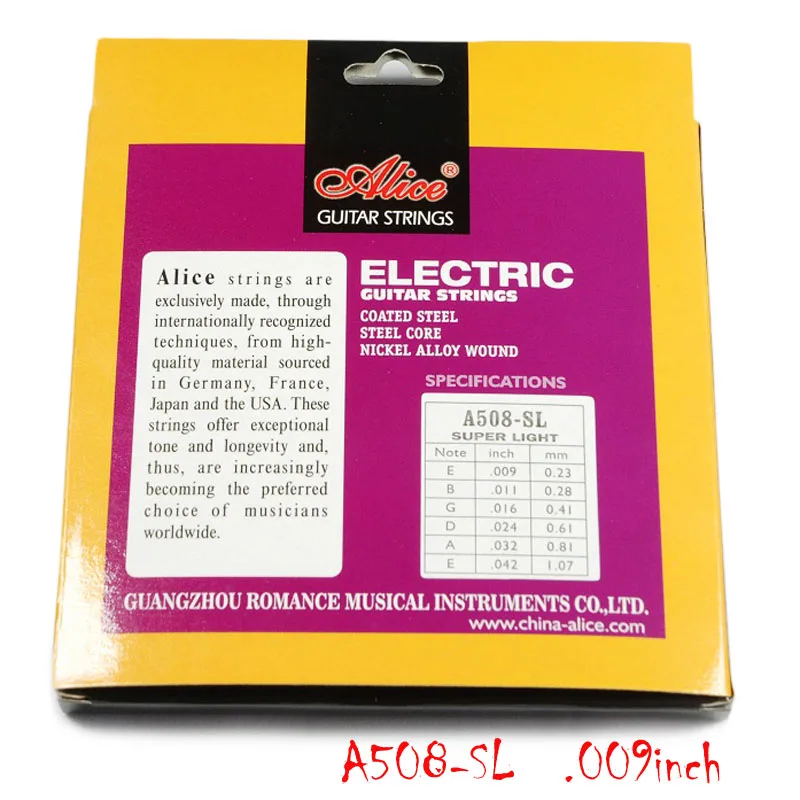 Alice®
GUITAR STRINGS
Alice strings are
exclusively made, through
internationally recognized
techniques, from high-
quality material sourced
in Germany, France,
Japan and the USA. These
strings offer exceptional
tone and longevity and,
thus, are increasingly
becoming the preferred
choice of musicians
worldwide.
ELECTRIC
GUITAR STRINGS
COATED STEEL
STEEL CORE
NICKEL ALLOY WOUND
SPECIFICATIONS
A508-SL
SUPER LIGHT
Note inch mm
E .009 0.23
B .011 0.28
G .016 0.41
D .024 0.61
A .032 0.81
E .042 1.07
GUANGZHOU ROMANCE MUSICAL INSTRUMENTS CO.,LTD.
www.china-alice.com
A508-SL .009inch